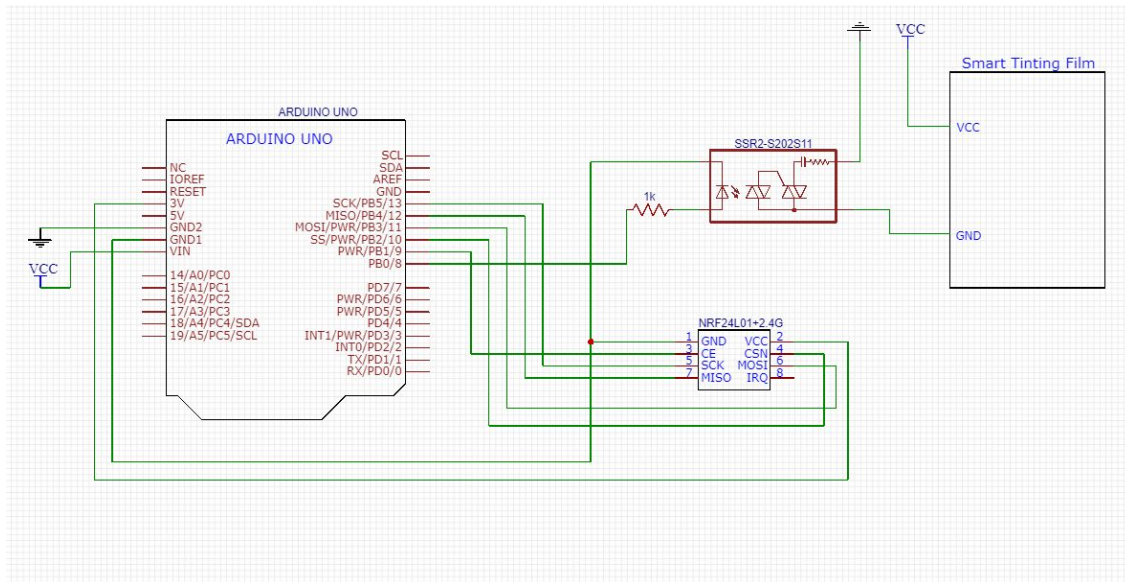 VCC
Smart Tinting Film
VCC
GND
ARDUINO UNO
ARDUINO UNO
NC
IOREF
RESET
3V
5V
GND2
GND1
VIN
14/A0/PC0
15/A1/PC1
16/A2/PC2
17/A3/PC3
18/A4/PC4/SDA
19/A5/PC5/SCL
SCL
SDA
AREF
GND
SCK/PB5/13
MISO/PB4/12
MOSI/PWR/PB3/11
SS/PWR/PB2/10
PWR/PB1/9
PB0/8
PD7/7
PWR/PD6/6
PWR/PD5/5
PD4/4
INT1/PWR/PD3/3
INT0/PD2/2
TX/PD1/1
RX/PD0/0
VCC
1k
SSR2-S202S11
NRF24L01+2.4G
1 GND VCC 2
3 CE CSN 4
5 SCK MOSI 6
7 MISO IRQ 8